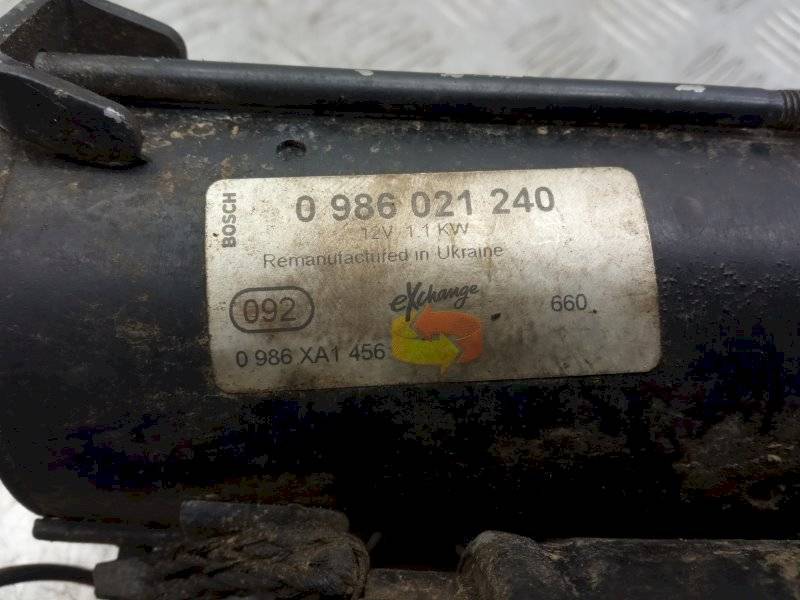 BOSCH
0 986 021 240
12V 1.1 KW
Remanufactured in Ukraine
092
eXchange
660
0 986 XA1 456